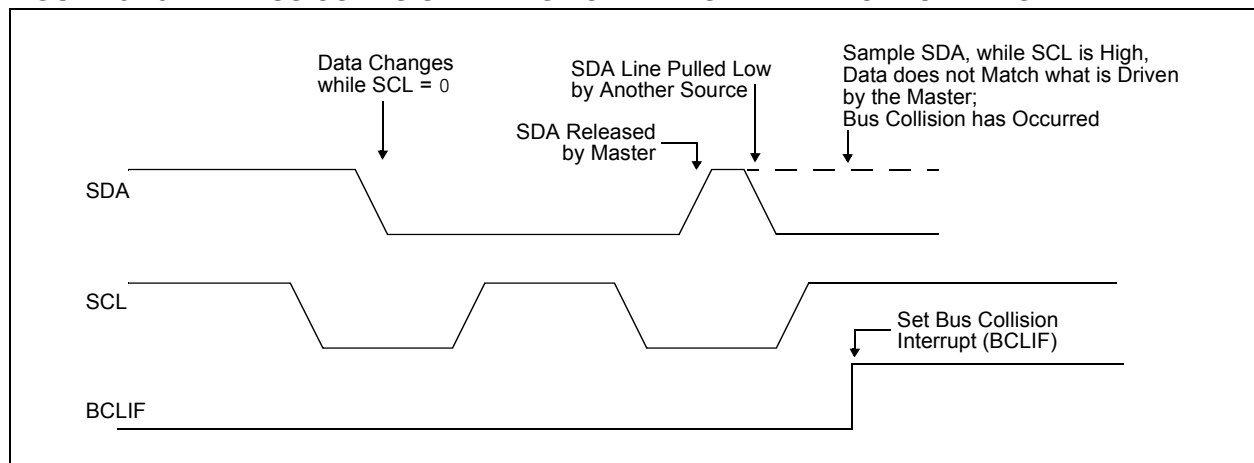 Data Changes
while SCL = 0
SDA Line Pulled Low
by Another Source
Sample SDA, while SCL is High,
Data does not Match what is Driven
by the Master;
Bus Collision has Occurred
SDA Released
by Master
SDA
SCL
Set Bus Collision
Interrupt (BCLIF)
BCLIF